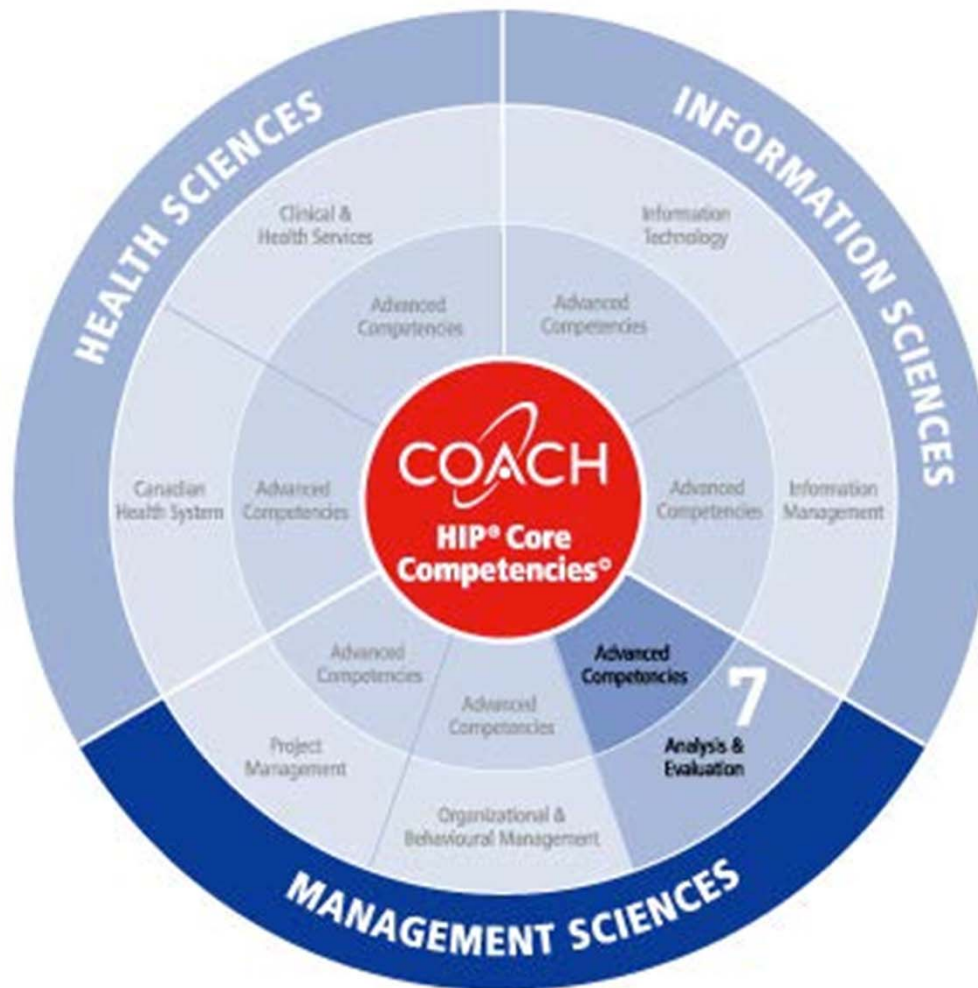 HEALTH SCIENCES
INFORMATION SCIENCES
Clinical &
Health Services
Information
Technology
Advanced
Competencies
Advanced
Competencies
COACH
HIP® Core
Competencies©
Canadian
Health System
Advanced
Competencies
Advanced
Competencies
Information
Management
Advanced
Competencies
Advanced
Competencies
Advanced
Competencies
7
Analysis &
Evaluation
Project
Management
Organizational &
Behavioural Management
MANAGEMENT SCIENCES